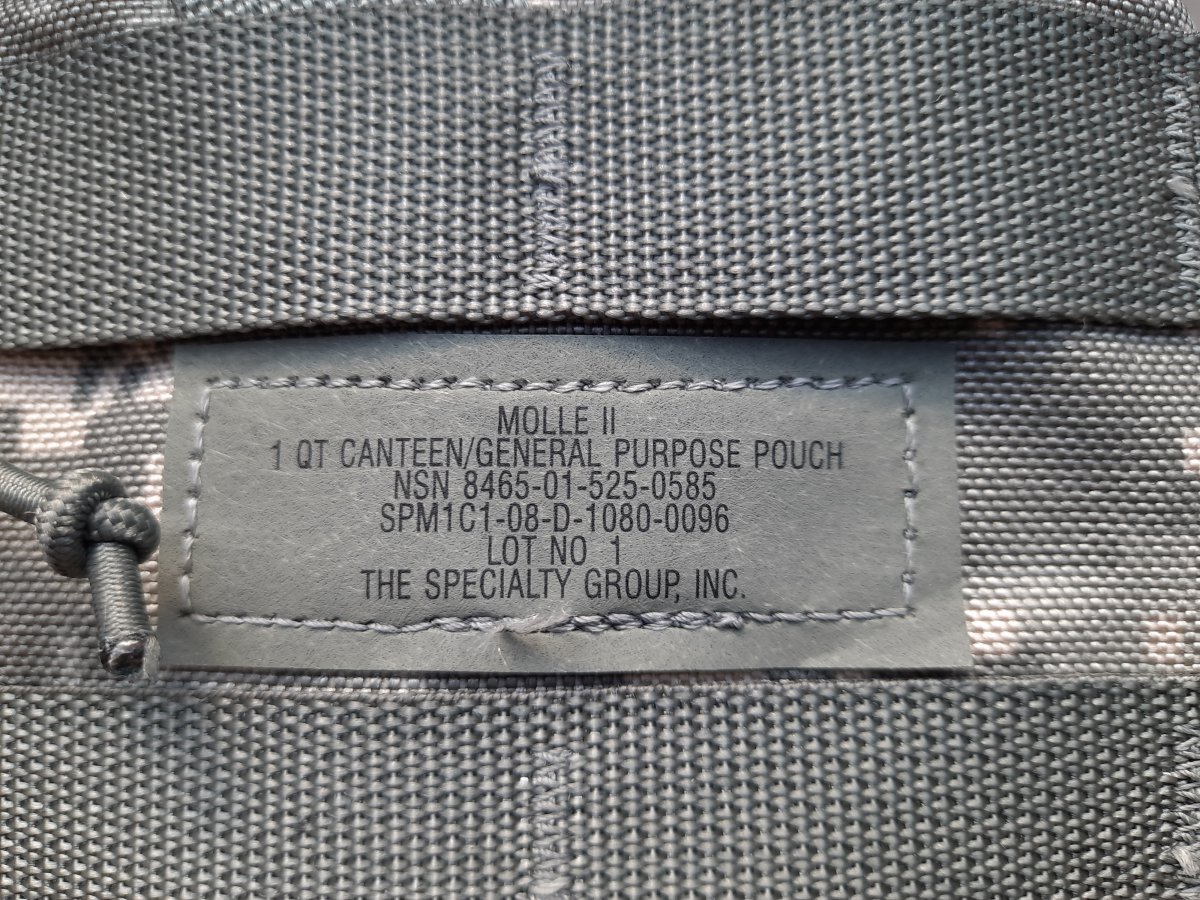 MOLLE II
1 QT CANTEEN/GENERAL PURPOSE POUCH
NSN 8465-01-525-0585
SPM1C1-08-D-1080-0096
LOT NO 1
THE SPECIALTY GROUP, INC.